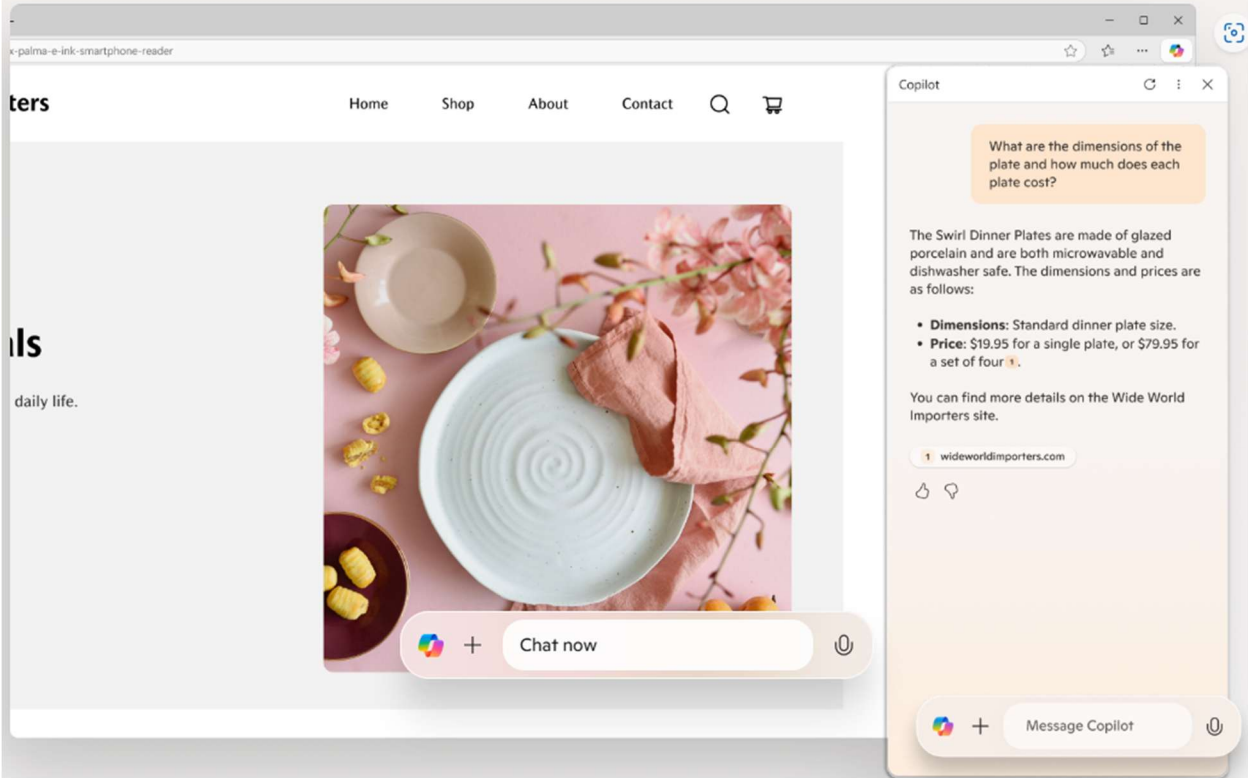 x-palma-e-ink-smartphone-reader
ters
Home Shop About Contact
ls
daily life.
Chat now
Copilot
What are the dimensions of the
plate and how much does each
plate cost?
The Swirl Dinner Plates are made of glazed
porcelain and are both microwavable and
dishwasher safe. The dimensions and prices are
as follows:
• Dimensions: Standard dinner plate size.
• Price: $19.95 for a single plate, or $79.95 for
a set of four 1.
You can find more details on the Wide World
Importers site.
1 wideworldimporters.com
Message Copilot